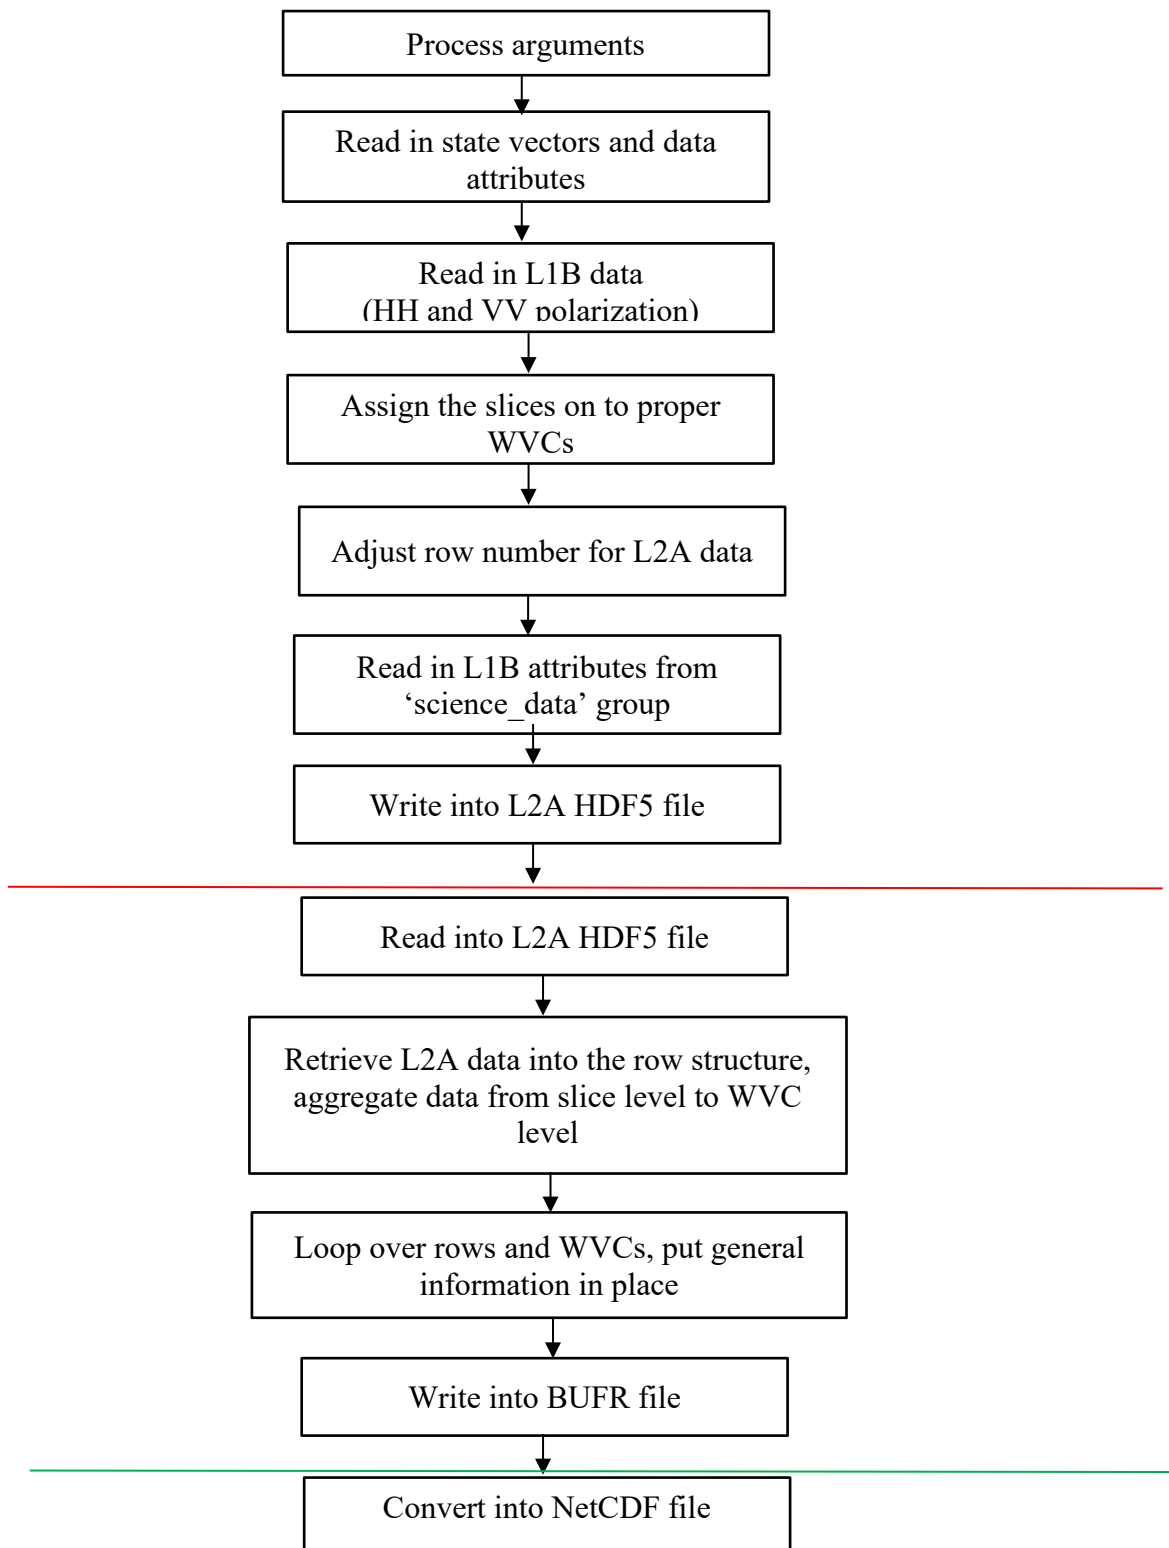 Process arguments
Read in state vectors and data
attributes
Read in L1B data
(HH and VV polarization)
Assign the slices on to proper
WVCs
Adjust row number for L2A data
Read in L1B attributes from
‘science_data’ group
Write into L2A HDF5 file
Read into L2A HDF5 file
Retrieve L2A data into the row structure,
aggregate data from slice level to WVC
level
Loop over rows and WVCs, put general
information in place
Write into BUFR file
Convert into NetCDF file